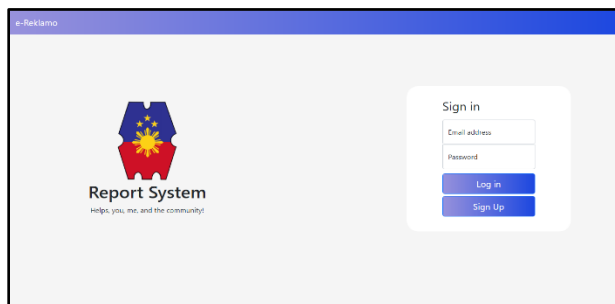 e-Reklamo
Report System
Helps, you, me, and the community!
Sign in
Email address
Password
Log in
Sign Up